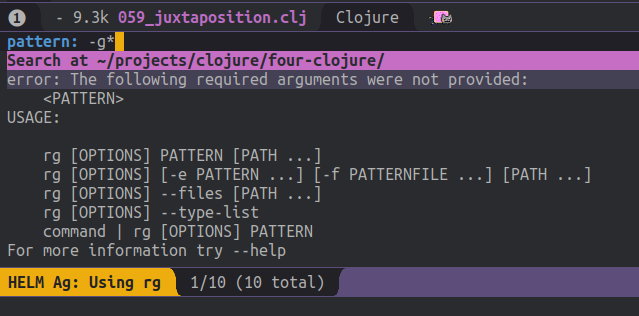 1 - 9.3k 059_juxtaposition.clj Clojure
pattern: -g*
Search at ~/projects/clojure/four-clojure/
error: The following required arguments were not provided:
    <PATTERN>
USAGE:
    rg [OPTIONS] PATTERN [PATH ...]
    rg [OPTIONS] [-e PATTERN ...] [-f PATTERNFILE ...] [PATH ...]
    rg [OPTIONS] --files [PATH ...]
    rg [OPTIONS] --type-list
    command | rg [OPTIONS] PATTERN
For more information try --help
HELM Ag: Using rg 1/10 (10 total)